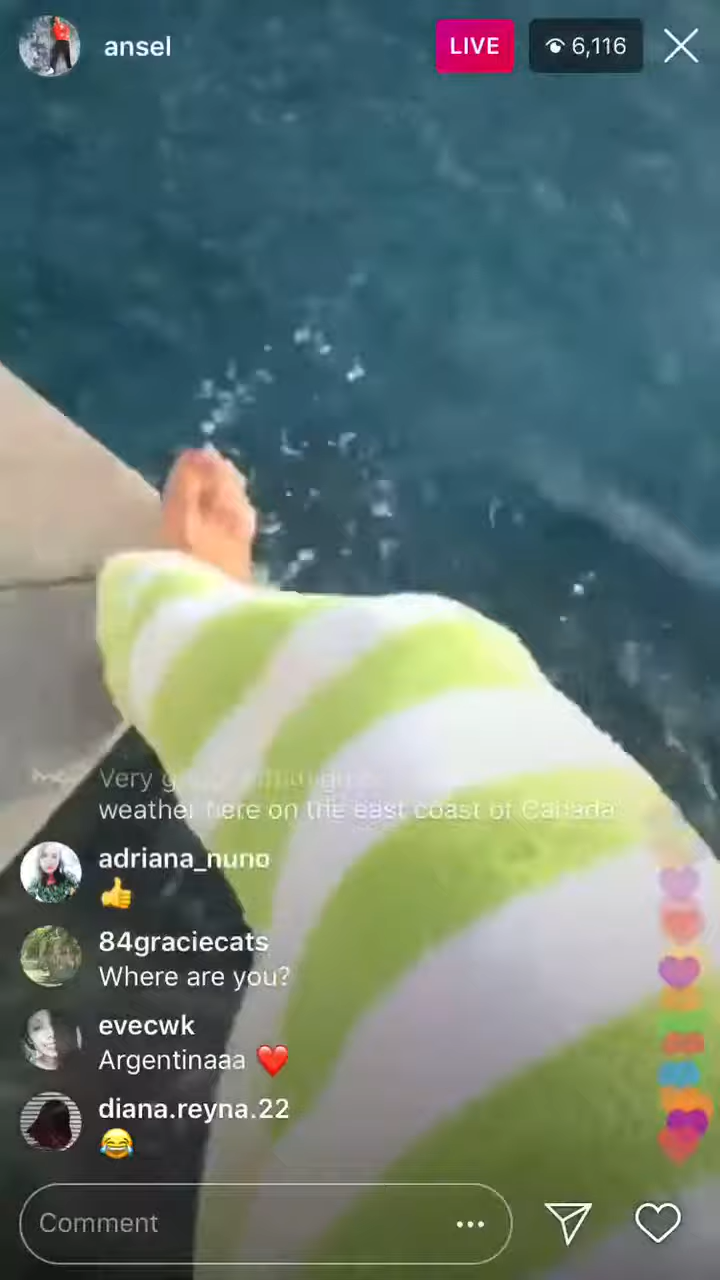 ansel
LIVE
6,116
Very
weather here on the east coast of Canada
adriana_nuno
👍
84graciecats
Where are you?
evecwk
Argentinaaa ❤️
diana.reyna.22
😂
Comment